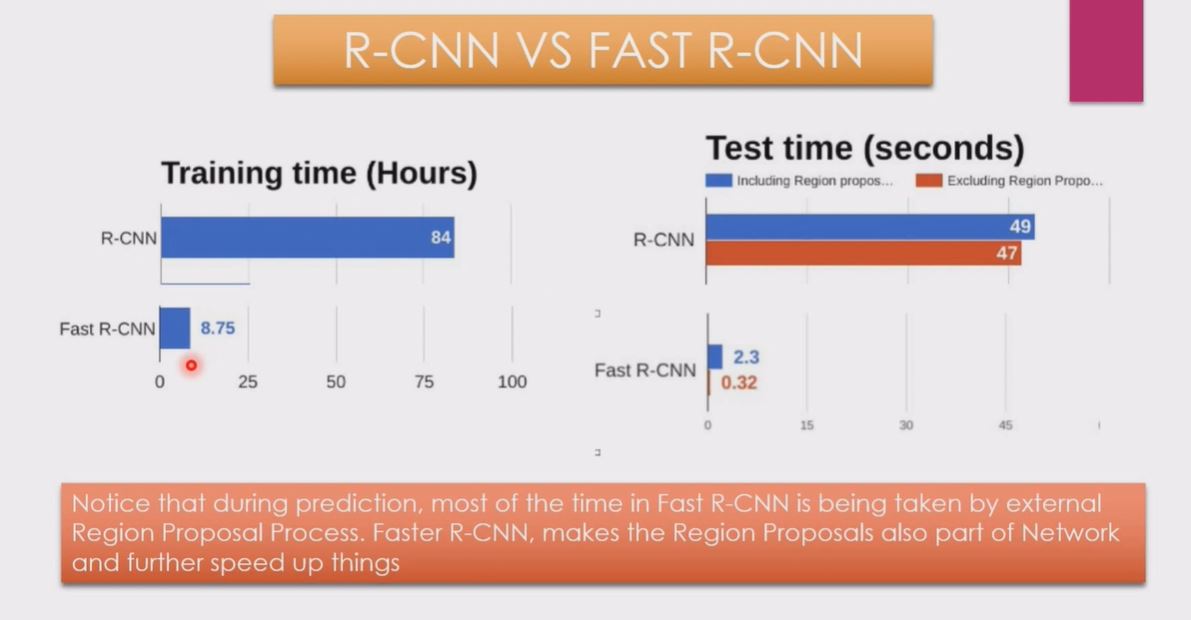 R-CNN VS FAST R-CNN
Training time (Hours)
R-CNN
84
Fast R-CNN
8.75
0 25 50 75 100
Test time (seconds)
Including Region propos...
Excluding Region Propo...
R-CNN
49
47
Fast R-CNN
2.3
0.32
0 15 30 45
Notice that during prediction, most of the time in Fast R-CNN is being taken by external
Region Proposal Process. Faster R-CNN, makes the Region Proposals also part of Network
and further speed up things